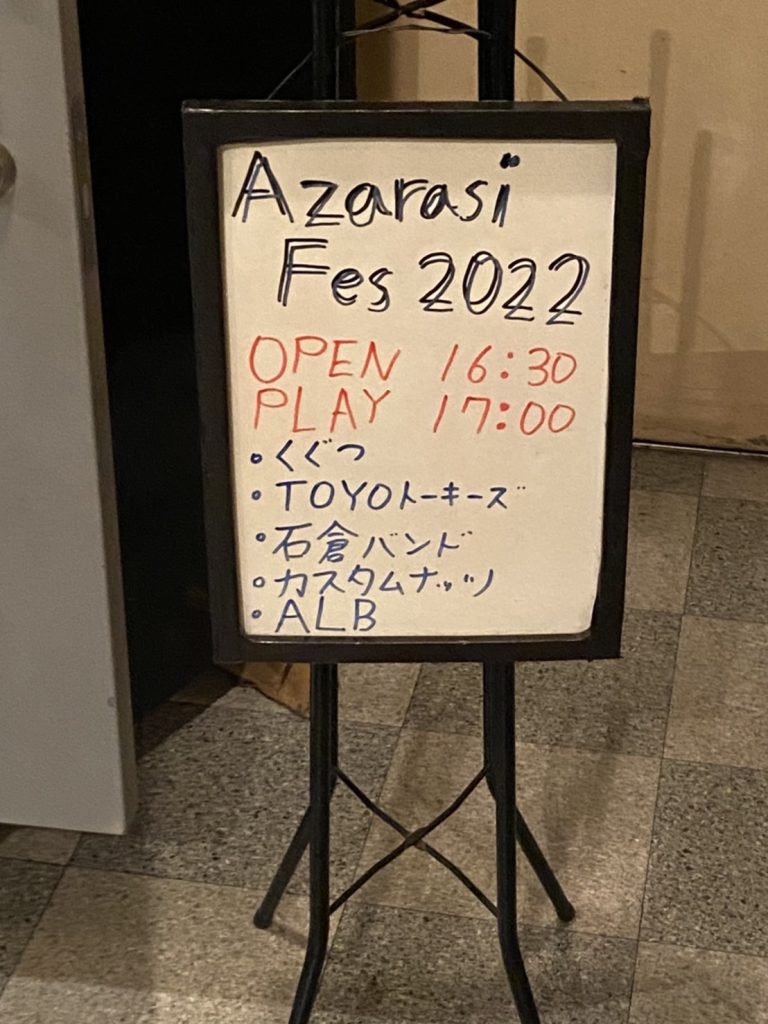 Azarasi
Fes 2022
OPEN 16:30
PLAY 17:00
・くぐつ
・TOYOトーキーズ
・石倉バンド
・カスタムナッツ
・ALB